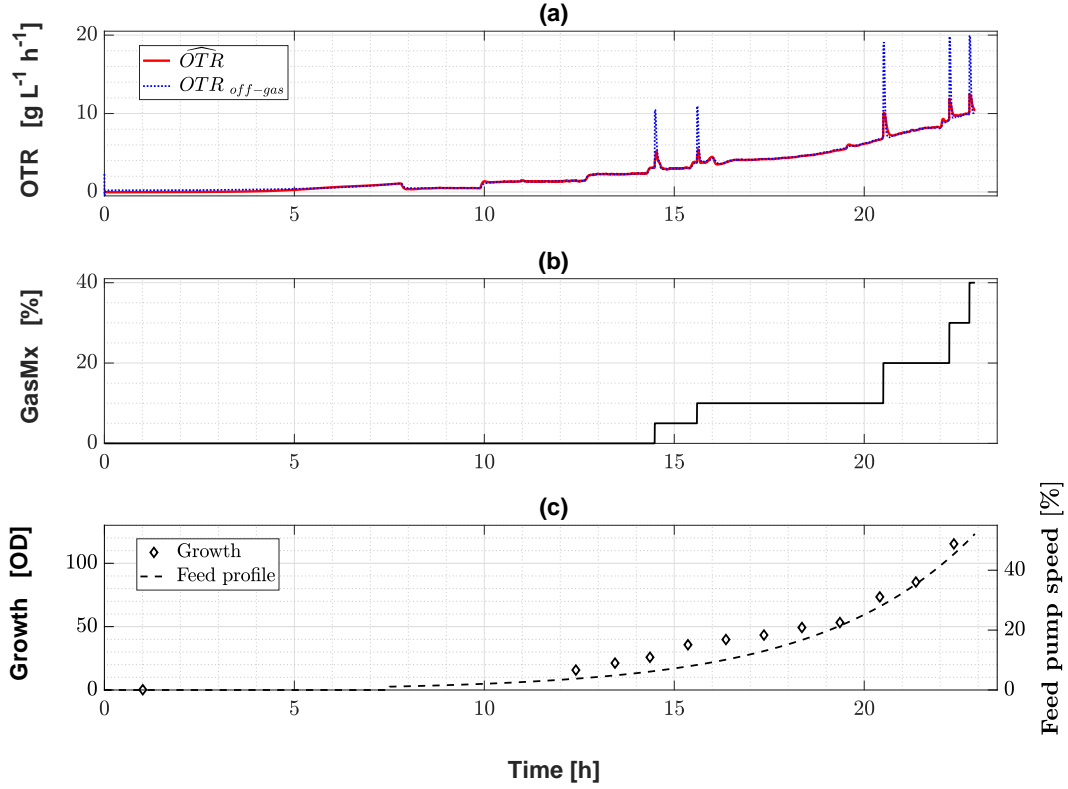 (a)
OTR [g L⁻¹ h⁻¹]
20
10
0
\widehat{OTR}
OTR off−gas
0 5 10 15 20
(b)
GasMx [%]
40
20
0
0 5 10 15 20
(c)
Growth [OD]
100
50
0
Growth
Feed profile
40
20
0
Feed pump speed [%]
0 5 10 15 20
Time [h]